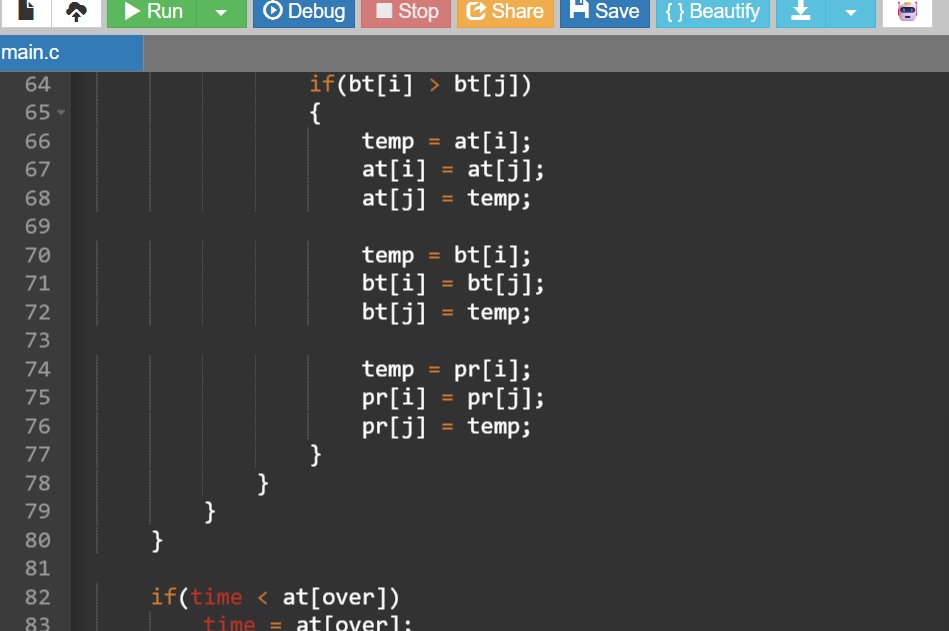 Run Debug Stop Share Save { } Beautify
main.c
64 if(bt[i] > bt[j])
65 {
66 temp = at[i];
67 at[i] = at[j];
68 at[j] = temp;
69
70 temp = bt[i];
71 bt[i] = bt[j];
72 bt[j] = temp;
73
74 temp = pr[i];
75 pr[i] = pr[j];
76 pr[j] = temp;
77 }
78 }
79 }
80 }
81
82 if(time < at[over])
83 time = at[over];